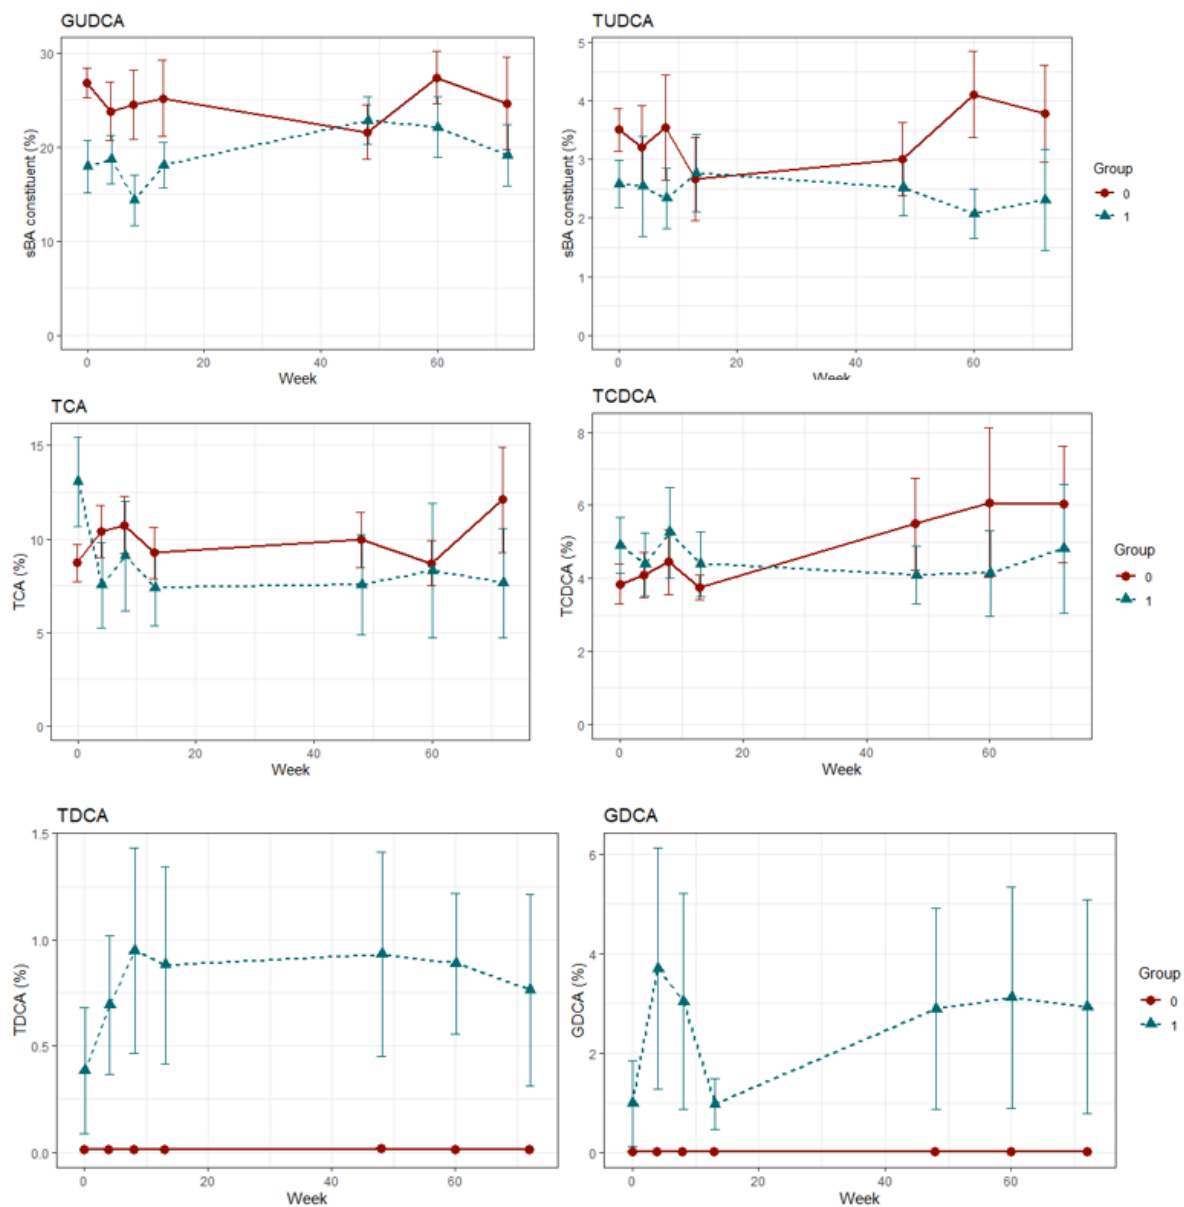 GUDCA
sBA constituent (%)
30
20
10
0
0 20 40 60
Week
TUDCA
sBA constituent (%)
5
4
3
2
1
0
0 20 40 60
Week
Group
0
1
TCA
TCA (%)
15
10
5
0
0 20 40 60
Week
TCDCA
TCDCA (%)
8
6
4
2
0
0 20 40 60
Week
Group
0
1
TDCA
TDCA (%)
1.5
1.0
0.5
0.0
0 20 40 60
Week
GDCA
GDCA (%)
6
4
2
0
0 20 40 60
Week
Group
0
1